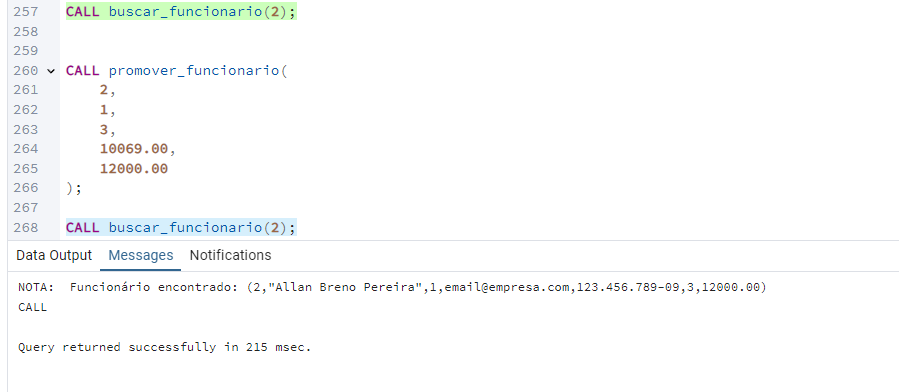 257 CALL buscar_funcionario(2);
258
259
260 CALL promover_funcionario(
261 2,
262 1,
263 3,
264 10069.00,
265 12000.00
266 );
267
268 CALL buscar_funcionario(2);
Data Output Messages Notifications
NOTA:  Funcionário encontrado: (2,"Allan Breno Pereira",1,email@empresa.com,123.456.789-09,3,12000.00)
CALL
Query returned successfully in 215 msec.